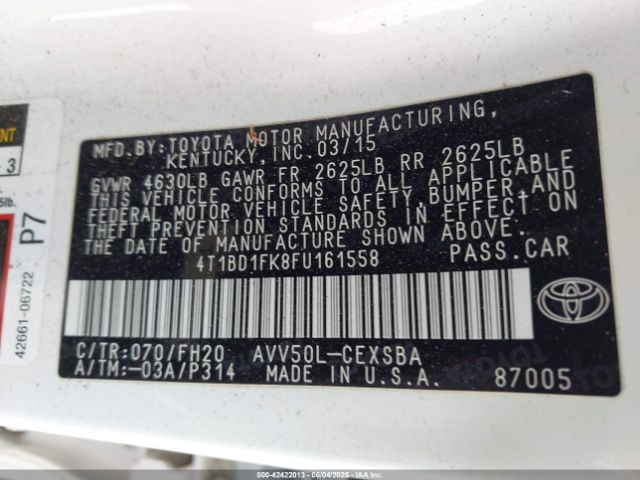 MFD.BY:TOYOTA MOTOR MANUFACTURING,
KENTUCKY,INC.03/15
GVWR 4630LB GAWR FR 2625LB RR 2625LB
THIS VEHICLE CONFORMS TO ALL APPLICABLE
FEDERAL MOTOR VEHICLE SAFETY,BUMPER,AND
THEFT PREVENTION STANDARDS IN EFFECT ON
THE DATE OF MANUFACTURE SHOWN ABOVE.
4T1BD1FK8FU161558 PASS.CAR
C/TR:070/FH20 AVV50L-CEXSBA
A/TM:-03A/P314 MADE IN U.S.A. 87005
3
P7
42661-06722
000-42422013 - 06/04/2025 - IAAI